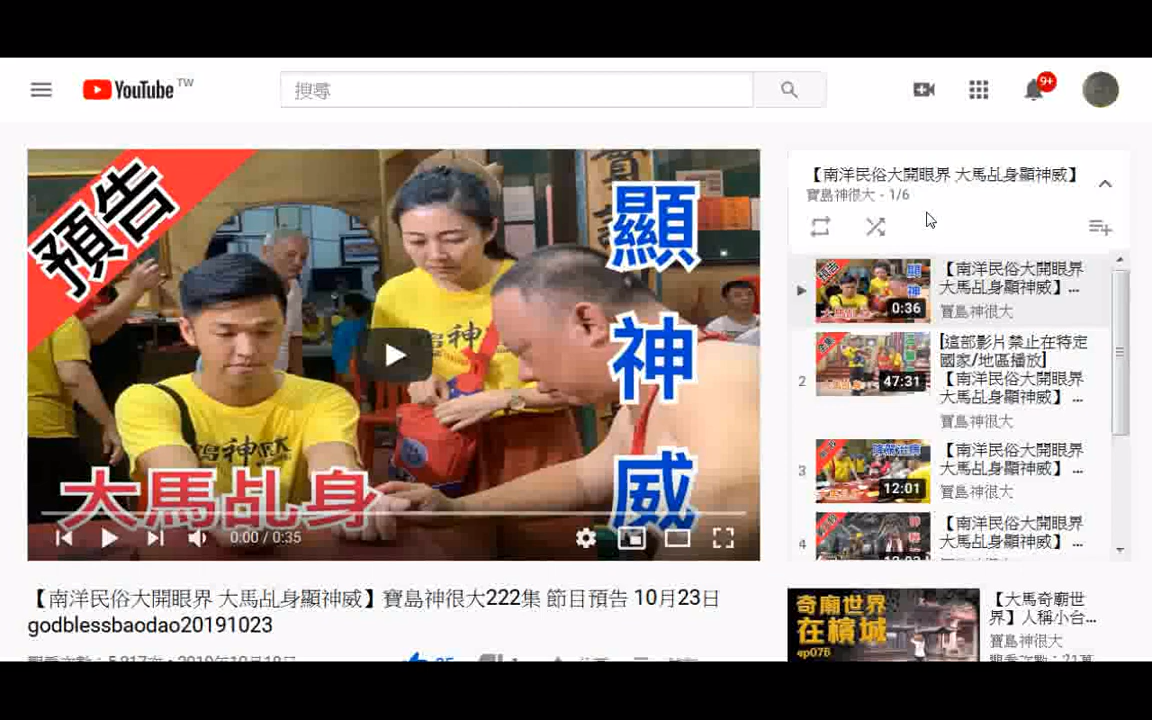 YouTube TW
搜尋
9+
預告
顯神威
大馬乩身
0:00 / 0:35
【南洋民俗大開眼界 大馬乩身顯神威】寶島神很大222集 節目預告 10月23日
godblessbaodao20191023
【南洋民俗大開眼界 大馬乩身顯神威】
寶島神很大 - 1/6
【南洋民俗大開眼界
大馬乩身顯神威】...
寶島神很大
0:36
2
[這部影片禁止在特定
國家/地區播放]
【南洋民俗大開眼界
大馬乩身顯神威】 ...
寶島神很大
47:31
3
【南洋民俗大開眼界
大馬乩身顯神威】 ...
寶島神很大
12:01
4
【南洋民俗大開眼界
大馬乩身顯神威】 ...
奇廟世界
在檳城
ep076
【大馬奇廟世
界】人稱小台...
寶島神很大